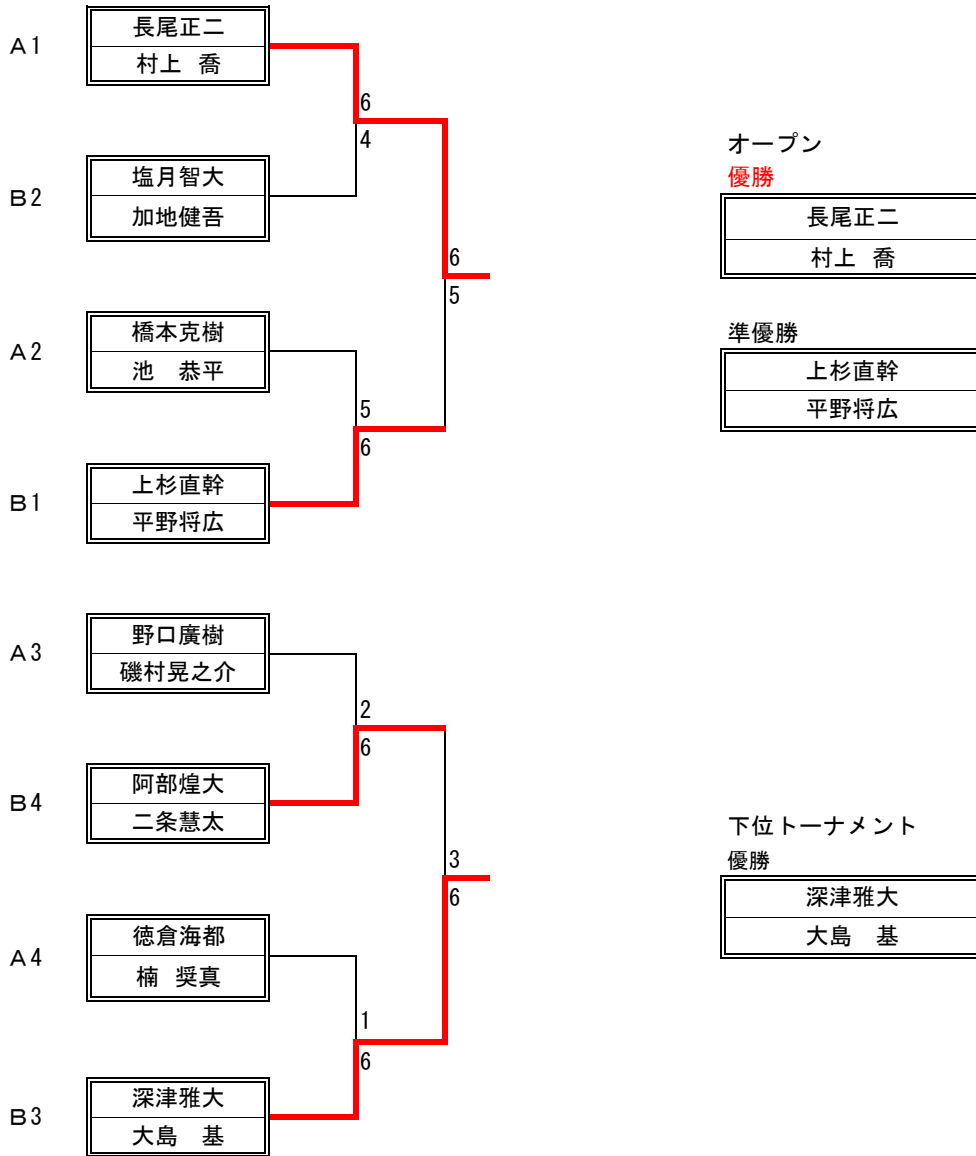 A1
長尾正二
村上 喬
6
4
B2
塩月智大
加地健吾
6
5
A2
橋本克樹
池 恭平
5
6
B1
上杉直幹
平野将広
A3
野口廣樹
磯村晃之介
2
6
B4
阿部煌大
二条慧太
3
6
A4
徳倉海都
楠 奨真
1
6
B3
深津雅大
大島 基
オープン
優勝
長尾正二
村上 喬
準優勝
上杉直幹
平野将広
下位トーナメント
優勝
深津雅大
大島 基